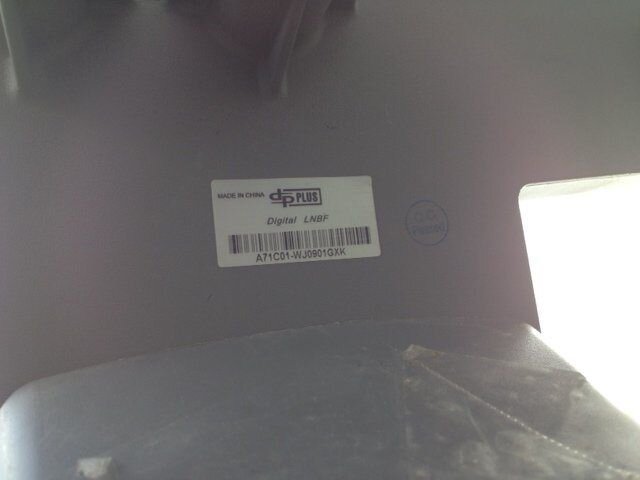 MADE IN CHINA dp PLUS
Digital LNBF
A71C01-WJ0901GXK
Q.C